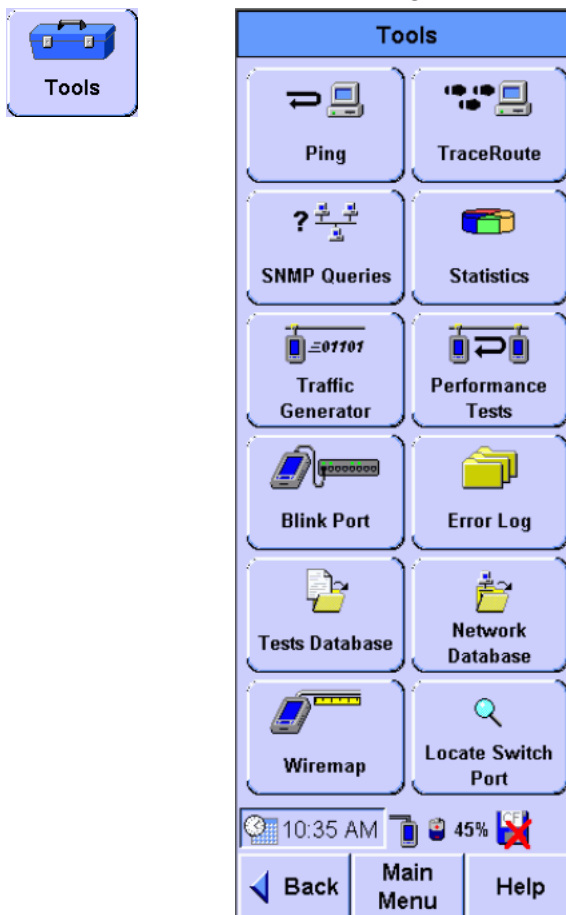 Tools
Tools
Ping
TraceRoute
?
SNMP Queries
Statistics
01101
Traffic
Generator
Performance
Tests
Blink Port
Error Log
Tests Database
Network
Database
Wiremap
Locate Switch
Port
10:35 AM
45%
CF
Back
Main
Menu
Help